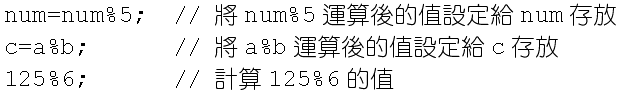 num=num%5;  // 將 num%5 運算後的值設定給 num 存放
c=a%b;      // 將 a%b 運算後的值設定給 c 存放
125%6;      // 計算 125%6 的值